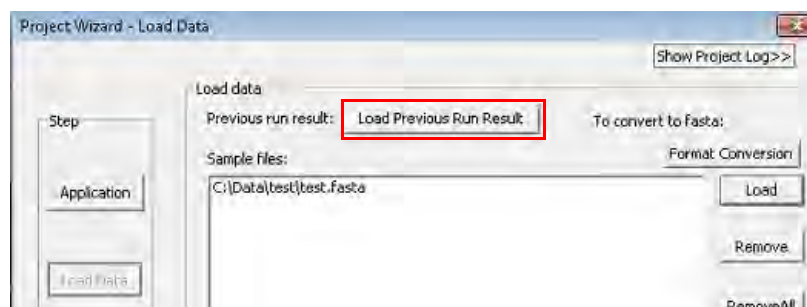 Project Wizard - Load Data
Show Project Log>>
Load data
Step
Previous run result:
Load Previous Run Result
To convert to fasta:
Sample files:
Format Conversion
C:\Data\test\test.fasta
Application
Load
Remove
Load Data
RemoveAll